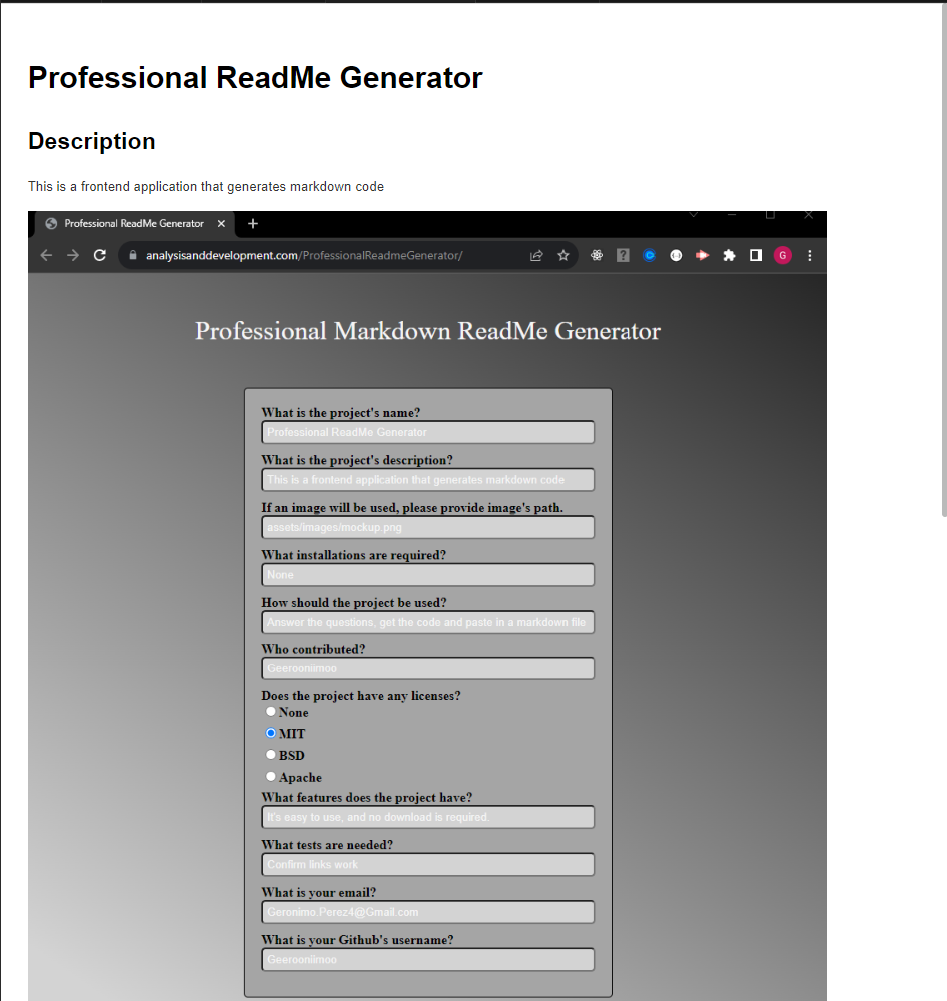 Professional ReadMe Generator
Description
This is a frontend application that generates markdown code
Professional ReadMe Generator
analysisanddevelopment.com/ProfessionalReadmeGenerator/
G
Professional Markdown ReadMe Generator
What is the project's name?
Professional ReadMe Generator
What is the project's description?
This is a frontend application that generates markdown code
If an image will be used, please provide image's path.
assets/images/mockup.png
What installations are required?
None
How should the project be used?
Answer the questions, get the code and paste in a markdown file
Who contributed?
Geerooniimoo
Does the project have any licenses?
None
MIT
BSD
Apache
What features does the project have?
It's easy to use, and no download is required.
What tests are needed?
Confirm links work
What is your email?
Geronimo.Perez4@Gmail.com
What is your Github's username?
Geerooniimoo